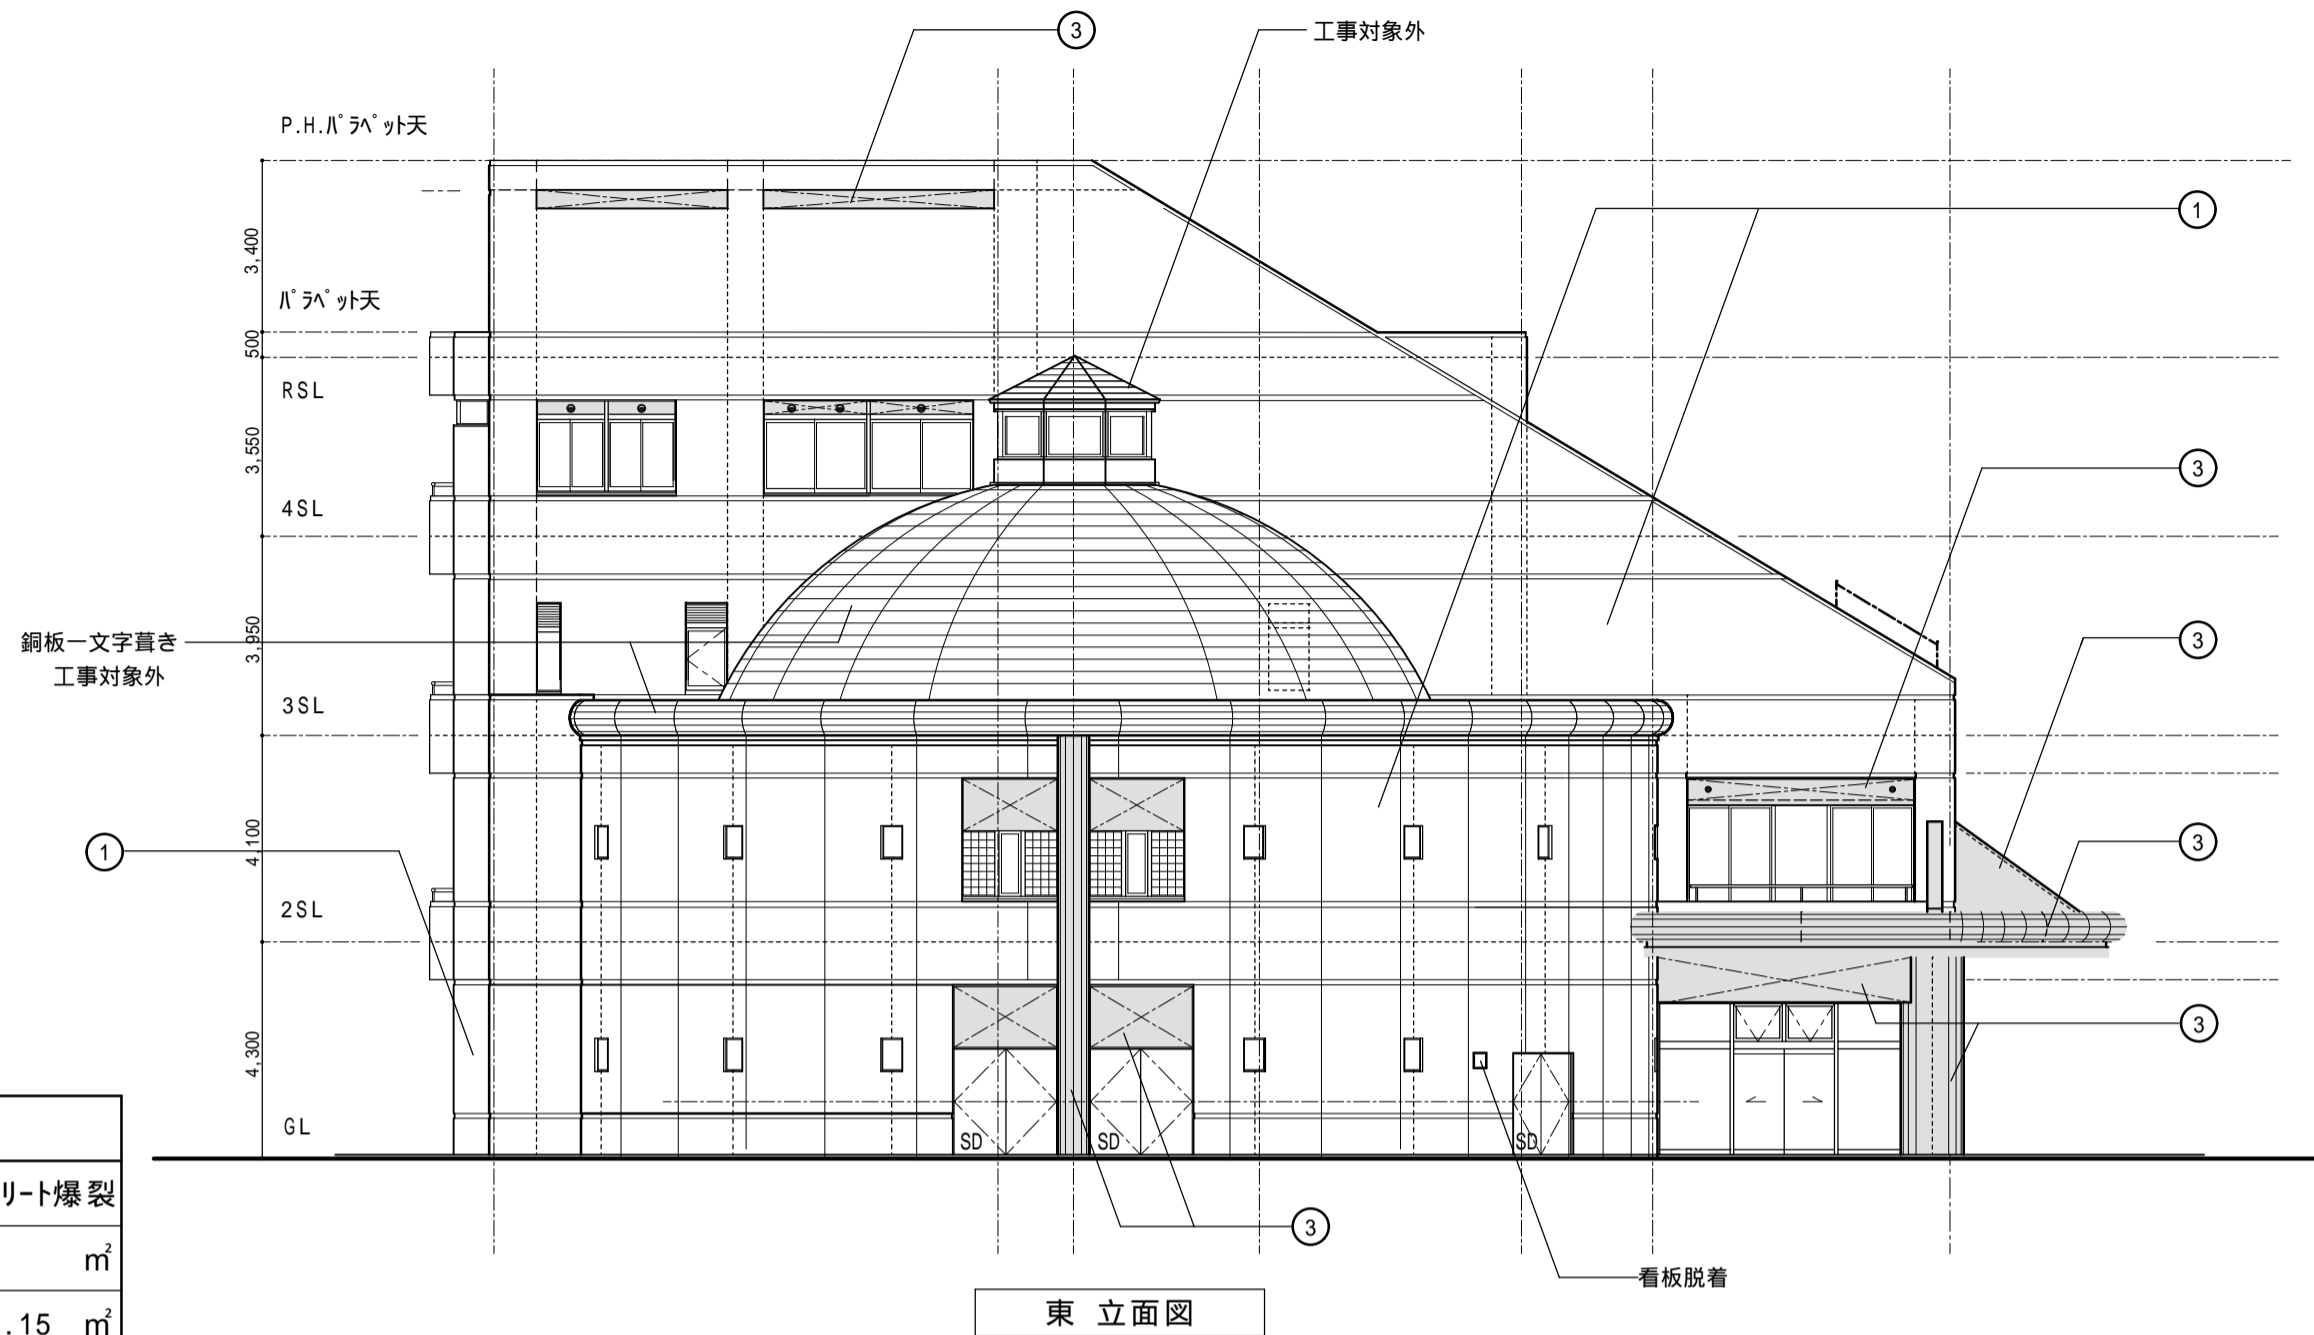 ③
工事対象外
P.H.パラペット天
①
3,400
パラペット天
500
RSL
③
3,550
4SL
銅板一文字葺き
工事対象外
3,950
③
3SL
①
4,100
③
2SL
③
4,300
GL
SD
SD
SD
リート爆裂
㎡
.15 ㎡
③
看板脱着
東 立面図